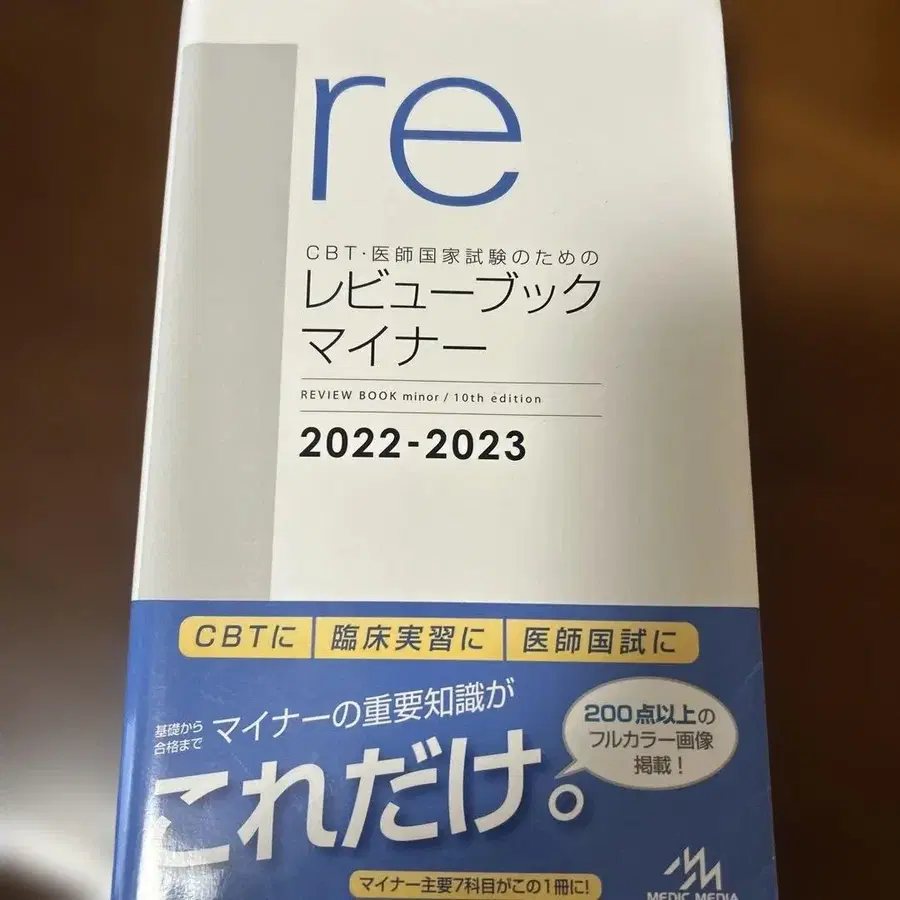 re
CBT・医師国家試験のための
レビューブック
マイナー
REVIEW BOOK minor / 10th edition
2022-2023
CBTに 臨床実習に 医師国試に
基礎から
合格まで
マイナーの重要知識が
これだけ。
200点以上の
フルカラー画像
掲載！
マイナー主要7科目がこの1冊に!
MEDIC MEDIA